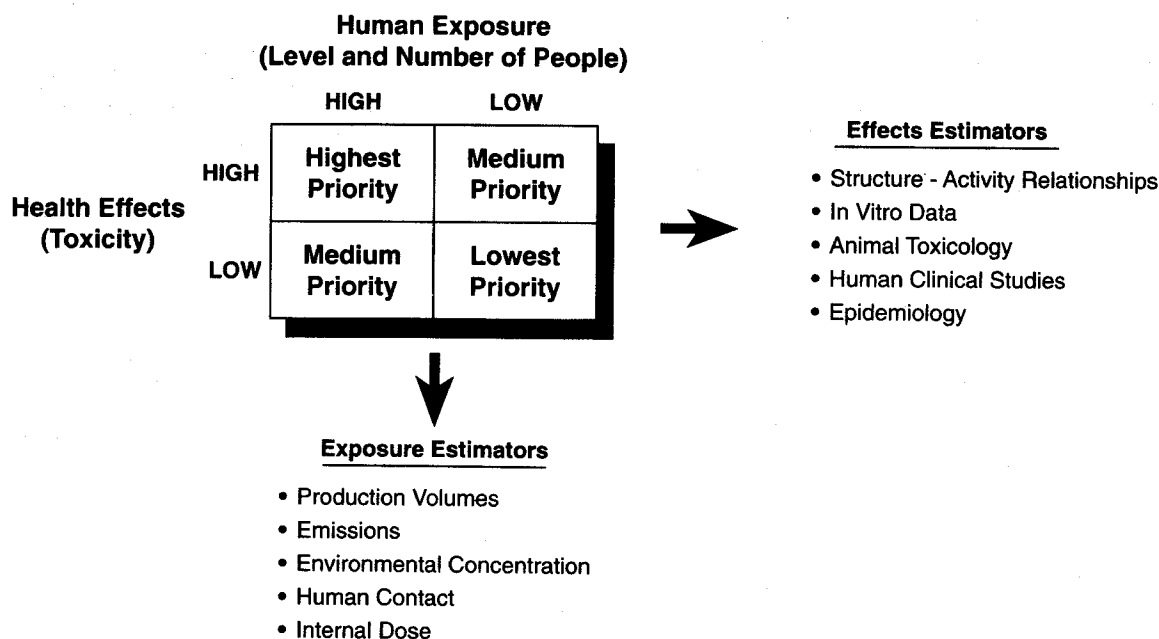 Human Exposure
(Level and Number of People)
HIGH LOW
HIGH
Highest
Priority
Medium
Priority
Health Effects
(Toxicity)
LOW
Medium
Priority
Lowest
Priority
Effects Estimators
• Structure - Activity Relationships
• In Vitro Data
• Animal Toxicology
• Human Clinical Studies
• Epidemiology
Exposure Estimators
• Production Volumes
• Emissions
• Environmental Concentration
• Human Contact
• Internal Dose